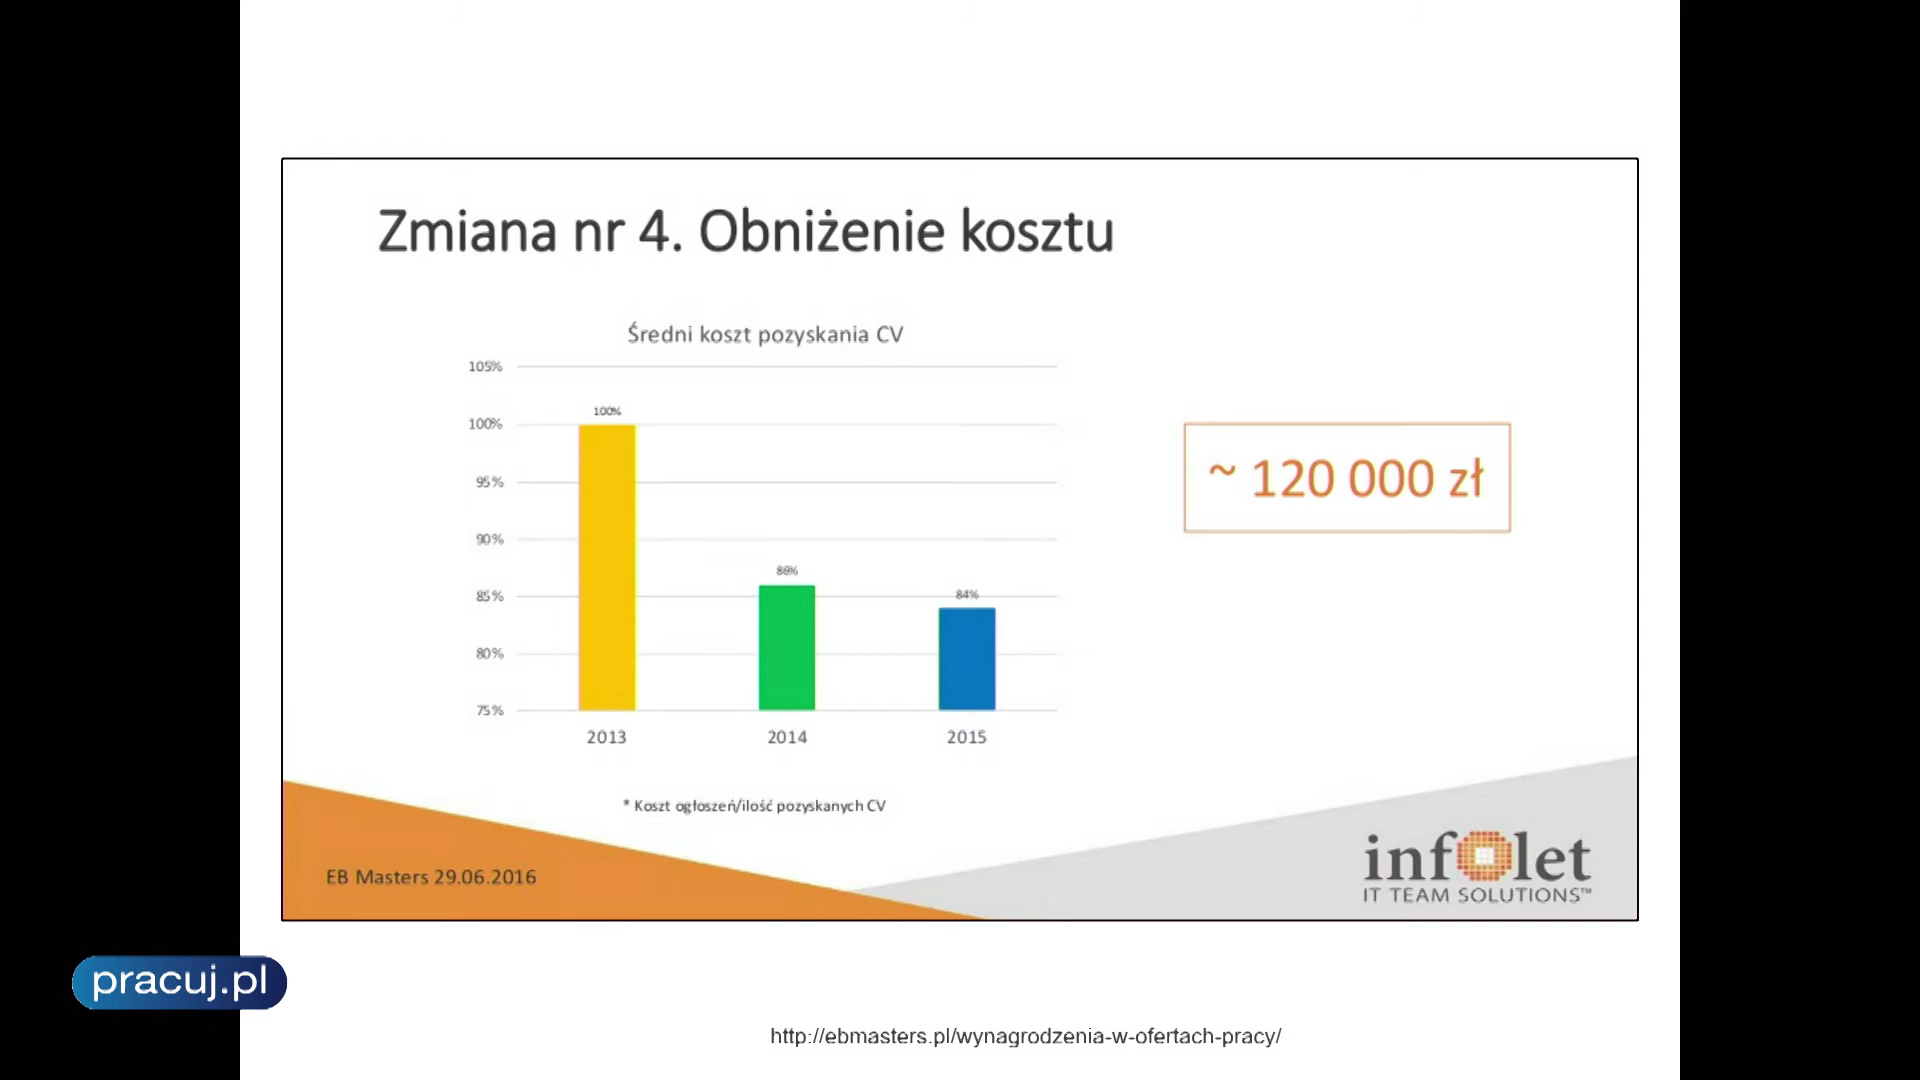 Zmiana nr 4. Obniżenie kosztu
Średni koszt pozyskania CV
105%
100%
95%
90%
85%
80%
75%
100%
86%
84%
2013
2014
2015
* Koszt ogłoszeń/ilość pozyskanych CV
~ 120 000 zł
EB Masters 29.06.2016
infolet
IT TEAM SOLUTIONS™
pracuj.pl
http://ebmasters.pl/wynagrodzenia-w-ofertach-pracy/